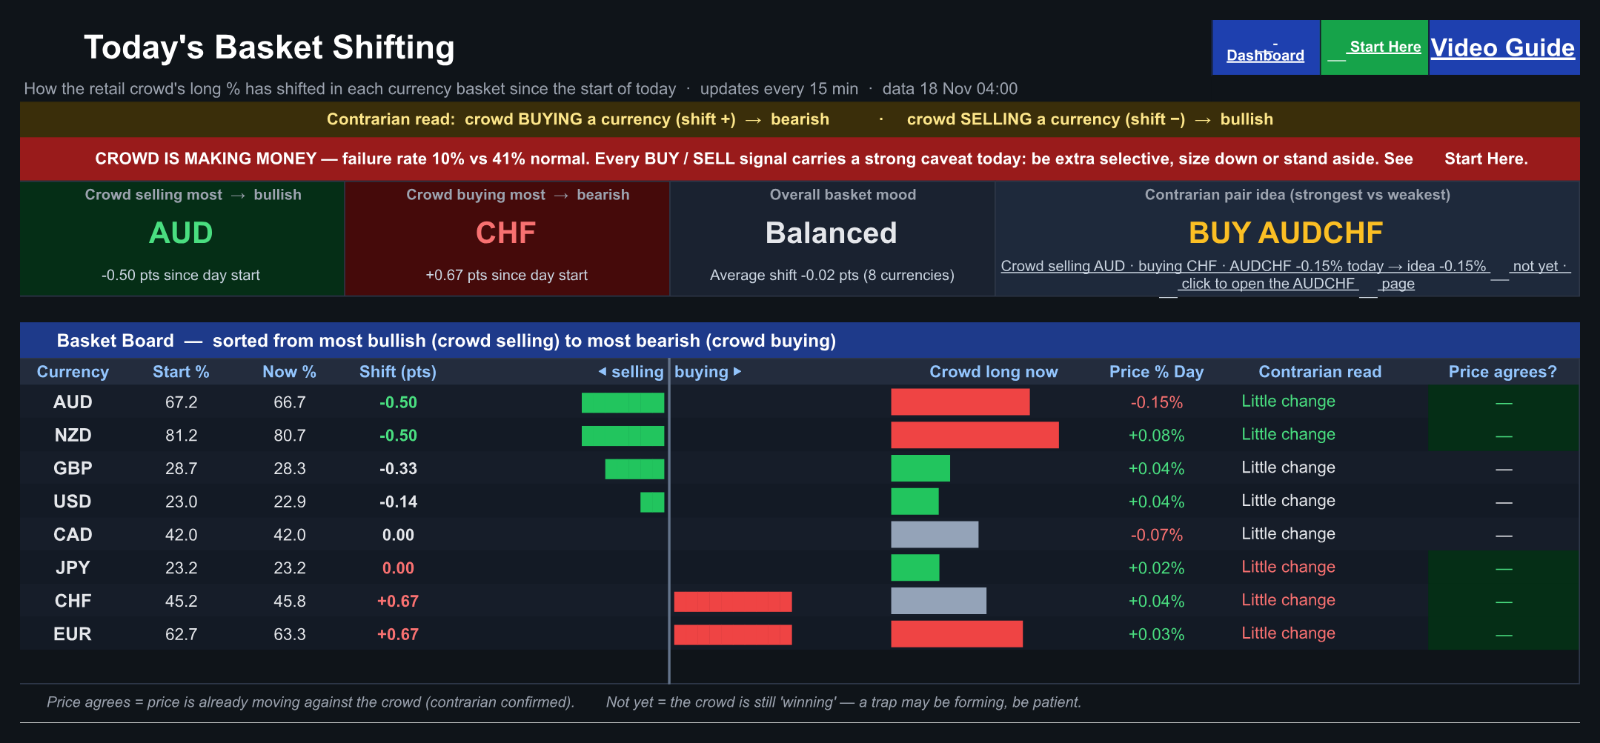 Today's Basket Shifting
Dashboard
Start Here
Video Guide
How the retail crowd's long % has shifted in each currency basket since the start of today · updates every 15 min · data 18 Nov 04:00
Contrarian read: crowd BUYING a currency (shift +) → bearish · crowd SELLING a currency (shift −) → bullish
CROWD IS MAKING MONEY — failure rate 10% vs 41% normal. Every BUY / SELL signal carries a strong caveat today: be extra selective, size down or stand aside. See Start Here.
Crowd selling most → bullish
AUD
-0.50 pts since day start
Crowd buying most → bearish
CHF
+0.67 pts since day start
Overall basket mood
Balanced
Average shift -0.02 pts (8 currencies)
Contrarian pair idea (strongest vs weakest)
BUY AUDCHF
Crowd selling AUD · buying CHF · AUDCHF -0.15% today → idea -0.15% not yet ·
click to open the AUDCHF page
Basket Board — sorted from most bullish (crowd selling) to most bearish (crowd buying)
Currency Start % Now % Shift (pts) ◂ selling buying ▸ Crowd long now Price % Day Contrarian read Price agrees?
AUD 67.2 66.7 -0.50 -0.15% Little change —
NZD 81.2 80.7 -0.50 +0.08% Little change —
GBP 28.7 28.3 -0.33 +0.04% Little change —
USD 23.0 22.9 -0.14 +0.04% Little change —
CAD 42.0 42.0 0.00 -0.07% Little change —
JPY 23.2 23.2 0.00 +0.02% Little change —
CHF 45.2 45.8 +0.67 +0.04% Little change —
EUR 62.7 63.3 +0.67 +0.03% Little change —
Price agrees = price is already moving against the crowd (contrarian confirmed). Not yet = the crowd is still 'winning' — a trap may be forming, be patient.